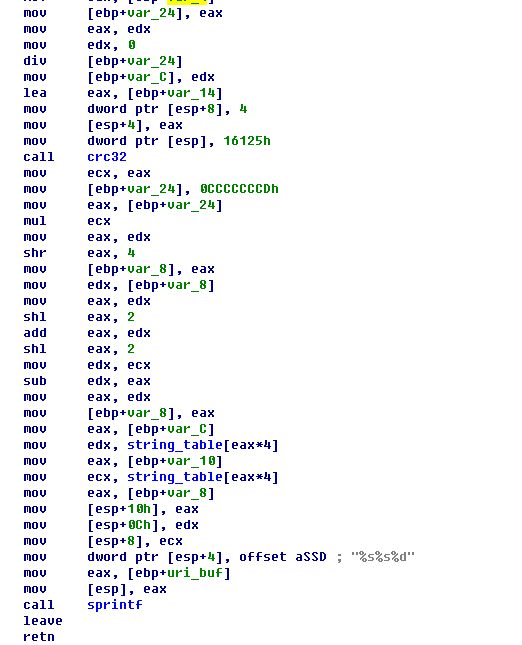 mov [ebp+var_24], eax
mov eax, edx
mov edx, 0
div [ebp+var_24]
mov [ebp+var_C], edx
lea eax, [ebp+var_14]
mov dword ptr [esp+8], 4
mov [esp+4], eax
mov dword ptr [esp], 16125h
call crc32
mov ecx, eax
mov [ebp+var_24], 0CCCCCCCDh
mov eax, [ebp+var_24]
mul ecx
mov eax, edx
shr eax, 4
mov [ebp+var_8], eax
mov edx, [ebp+var_8]
mov eax, edx
shl eax, 2
add eax, edx
shl eax, 2
mov edx, ecx
sub edx, eax
mov eax, edx
mov [ebp+var_8], eax
mov eax, [ebp+var_C]
mov edx, string_table[eax*4]
mov eax, [ebp+var_10]
mov ecx, string_table[eax*4]
mov eax, [ebp+var_8]
mov [esp+10h], eax
mov [esp+0Ch], edx
mov [esp+8], ecx
mov dword ptr [esp+4], offset aSSD ; "%s%s%d"
mov eax, [ebp+uri_buf]
mov [esp], eax
call sprintf
leave
retn